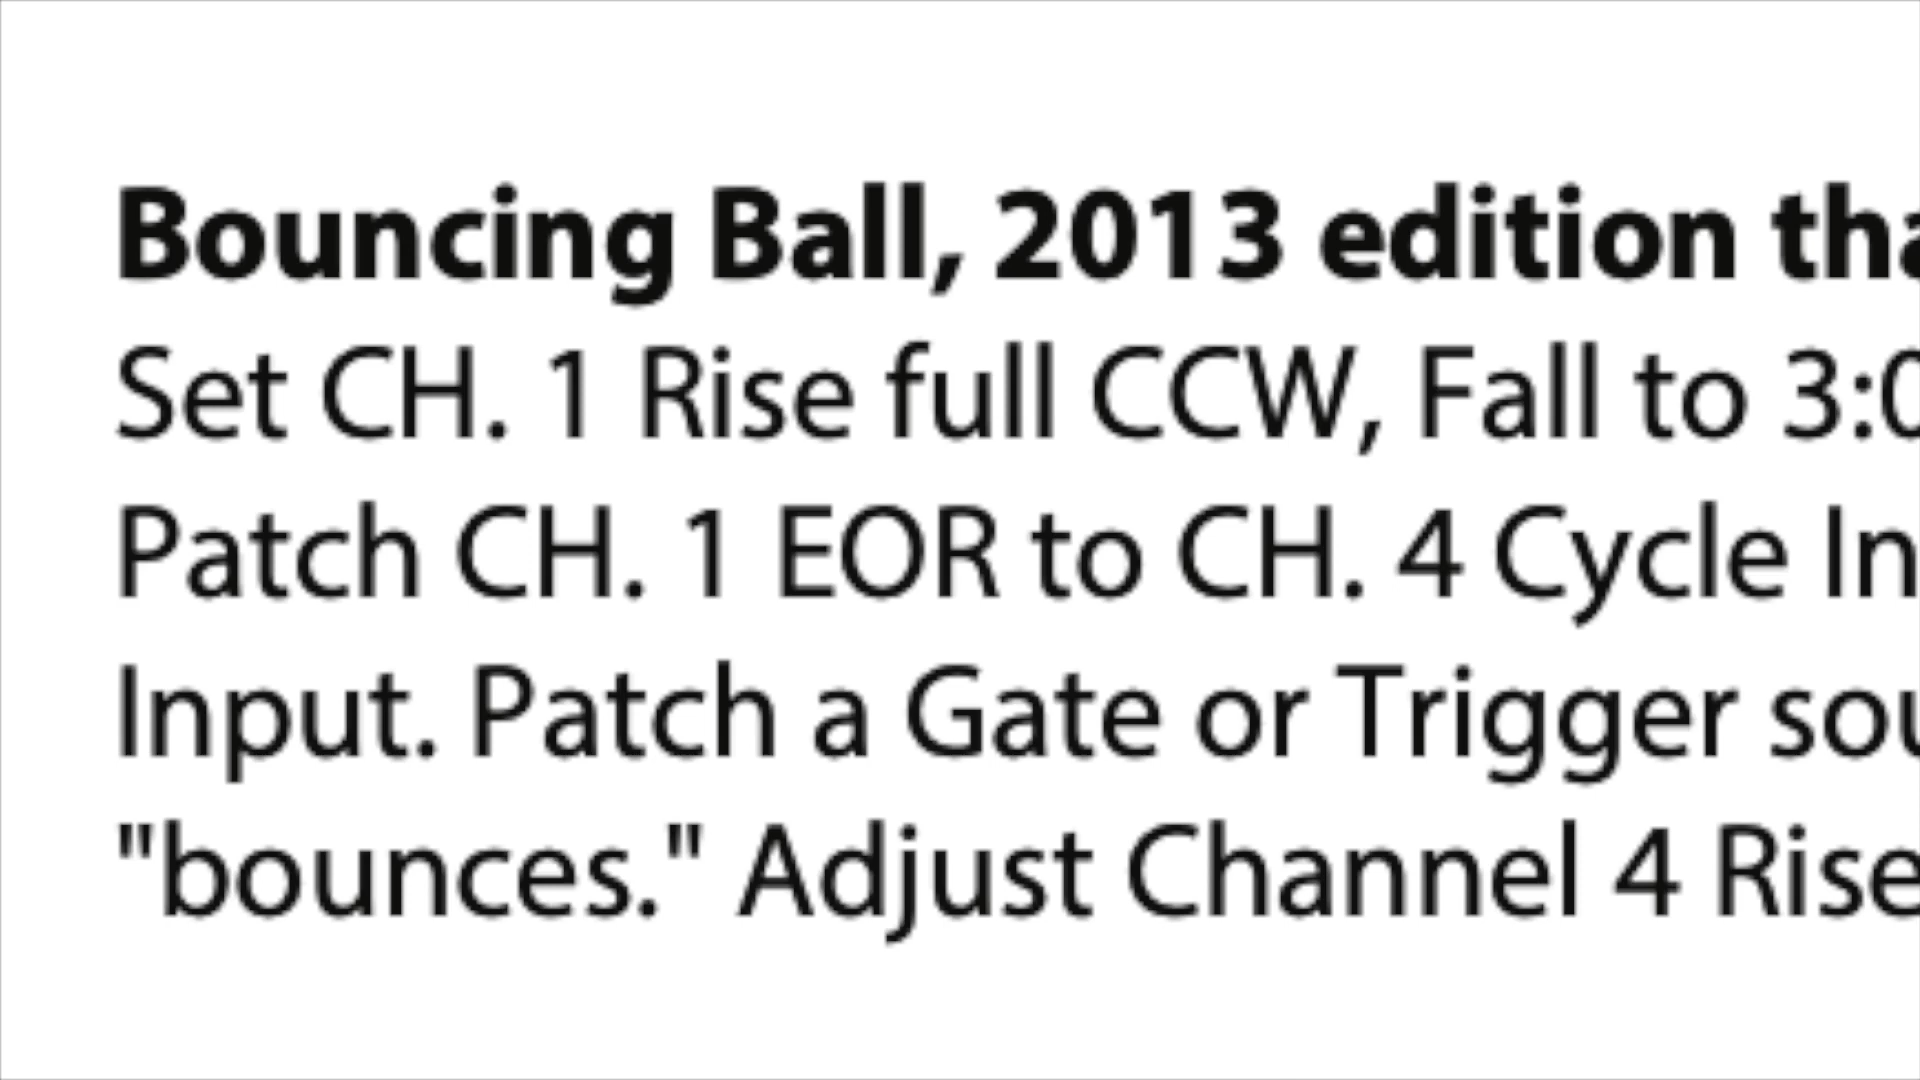 Bouncing Ball, 2013 edition
Set CH. 1 Rise full CCW, Fall to
Patch CH. 1 EOR to CH. 4 Cycle
Input. Patch a Gate or Trigger
"bounces." Adjust Channel 4 Rise